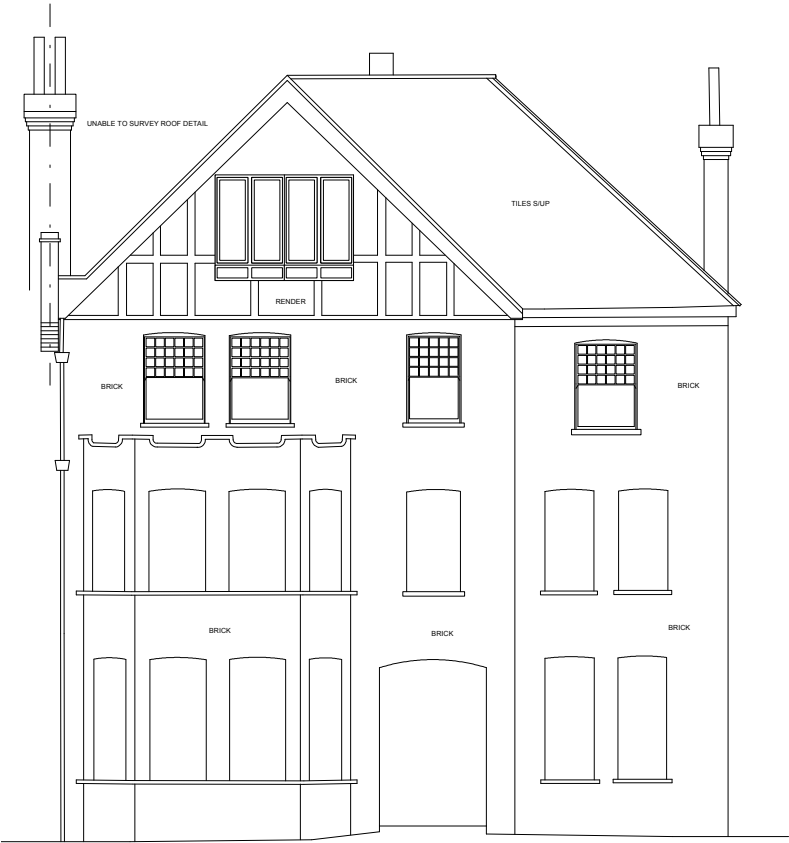 UNABLE TO SURVEY ROOF DETAIL
TILES S/UP
RENDER
BRICK
BRICK
BRICK
BRICK
BRICK
BRICK